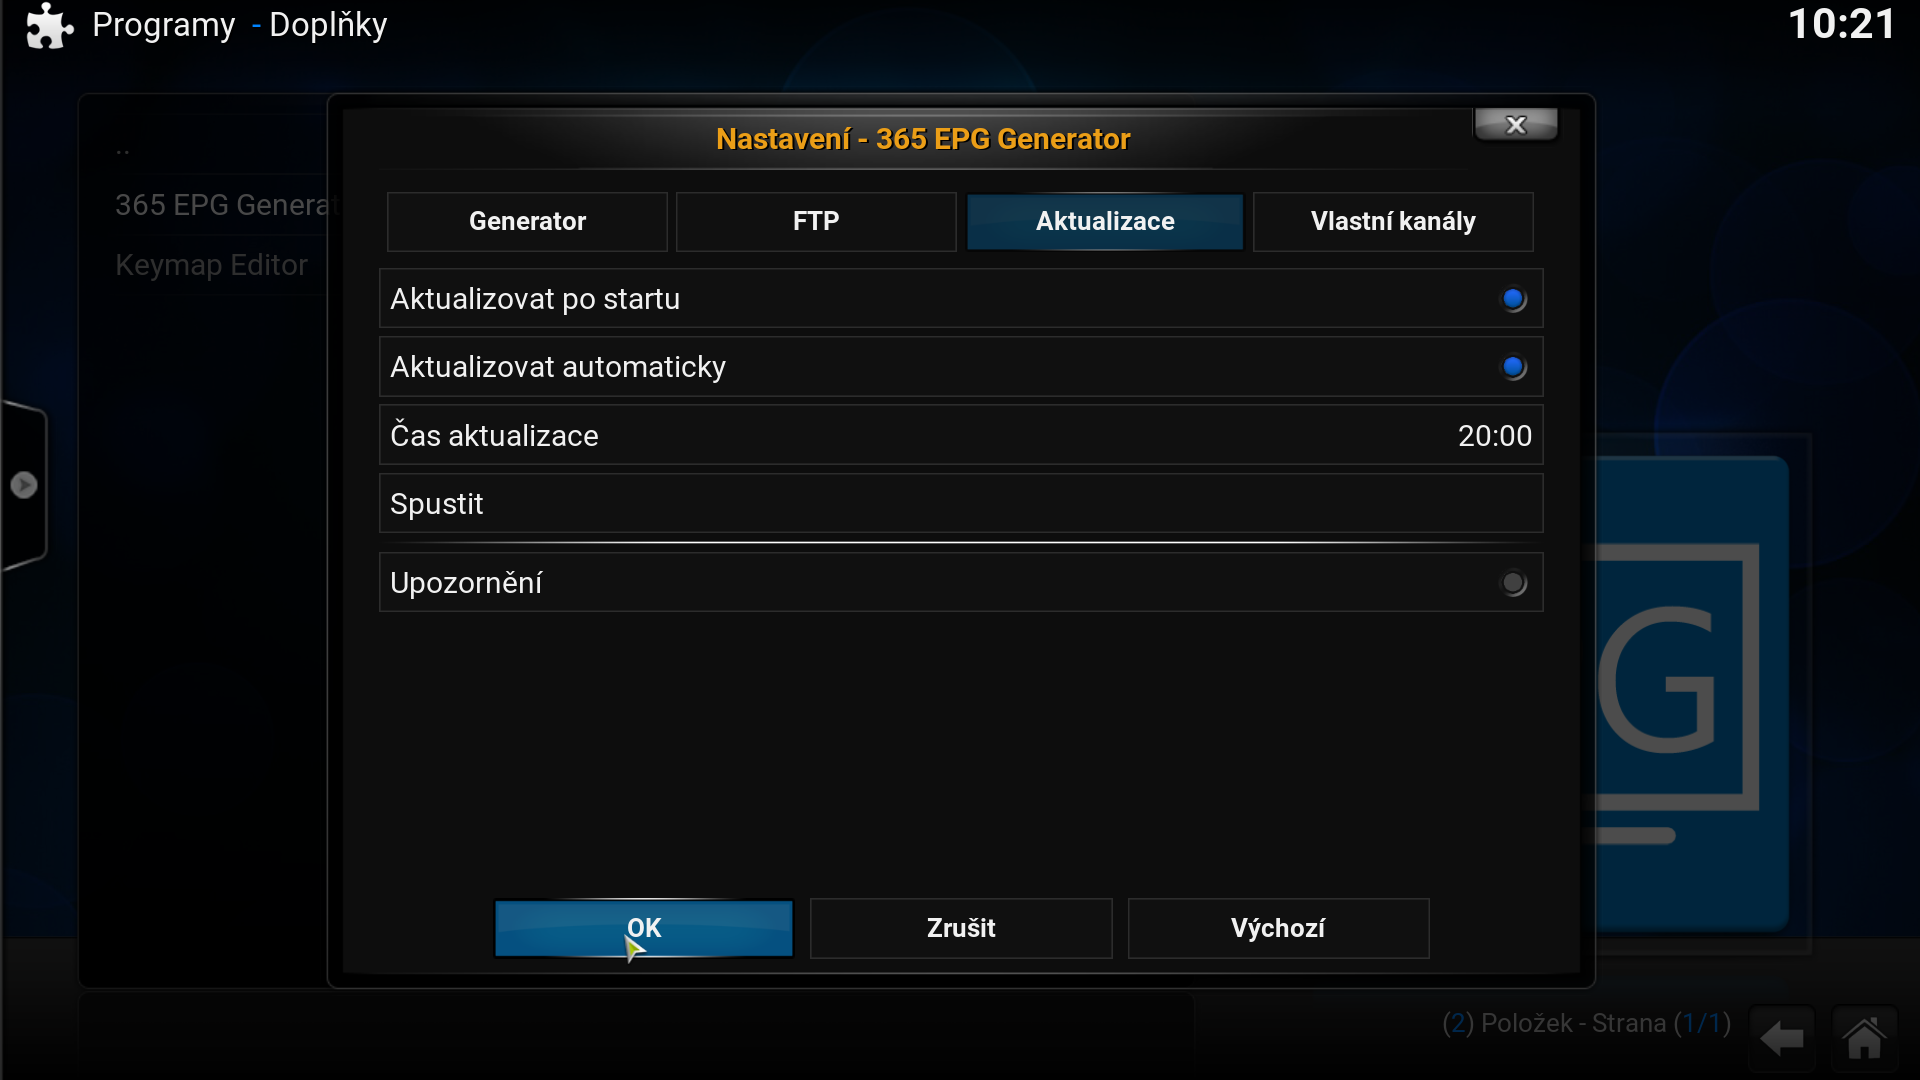 Programy - Doplňky
10:21
..
365 EPG Generat
Keymap Editor
Nastavení - 365 EPG Generator
Generator
FTP
Aktualizace
Vlastní kanály
Aktualizovat po startu
Aktualizovat automaticky
Čas aktualizace 20:00
Spustit
Upozornění
G
OK
Zrušit
Výchozí
(2) Položek - Strana (1/1)